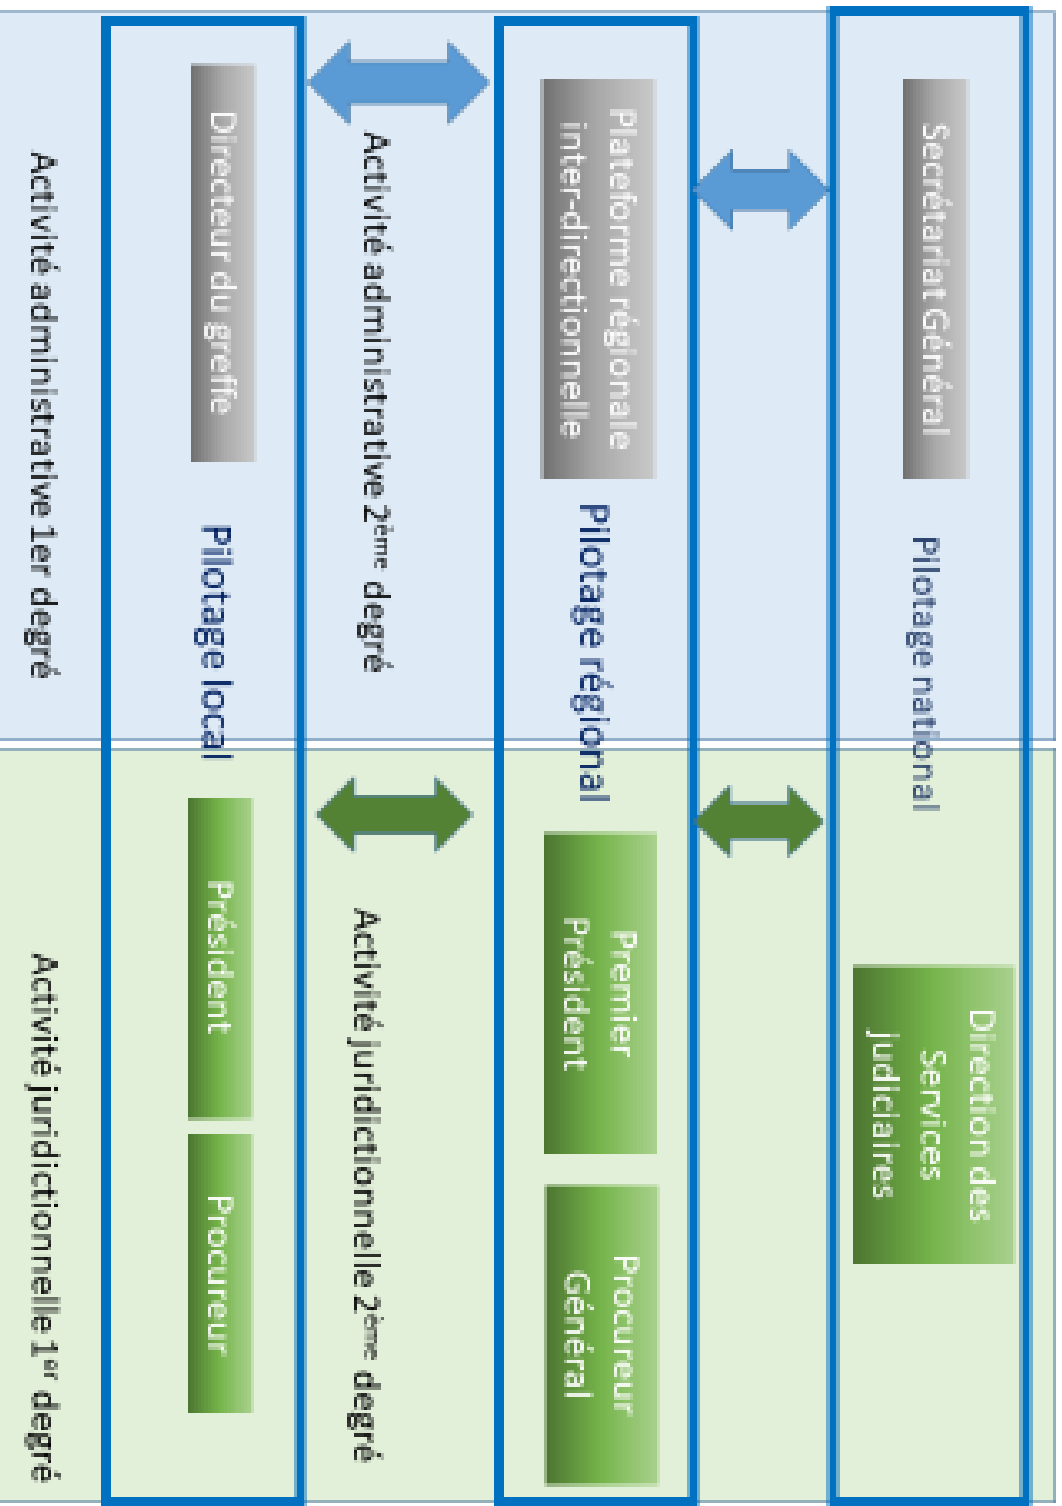 Secrétariat Général
Pilotage national
Direction des
Services
judiciaires
Plateforme régionale
inter-directionnelle
Pilotage régional
Premier
Président
Procureur
Général
Activité administrative 2ème degré
Activité juridictionnelle 2ème degré
Directeur du greffe
Pilotage local
Président
Procureur
Activité administrative 1er degré
Activité juridictionnelle 1er degré